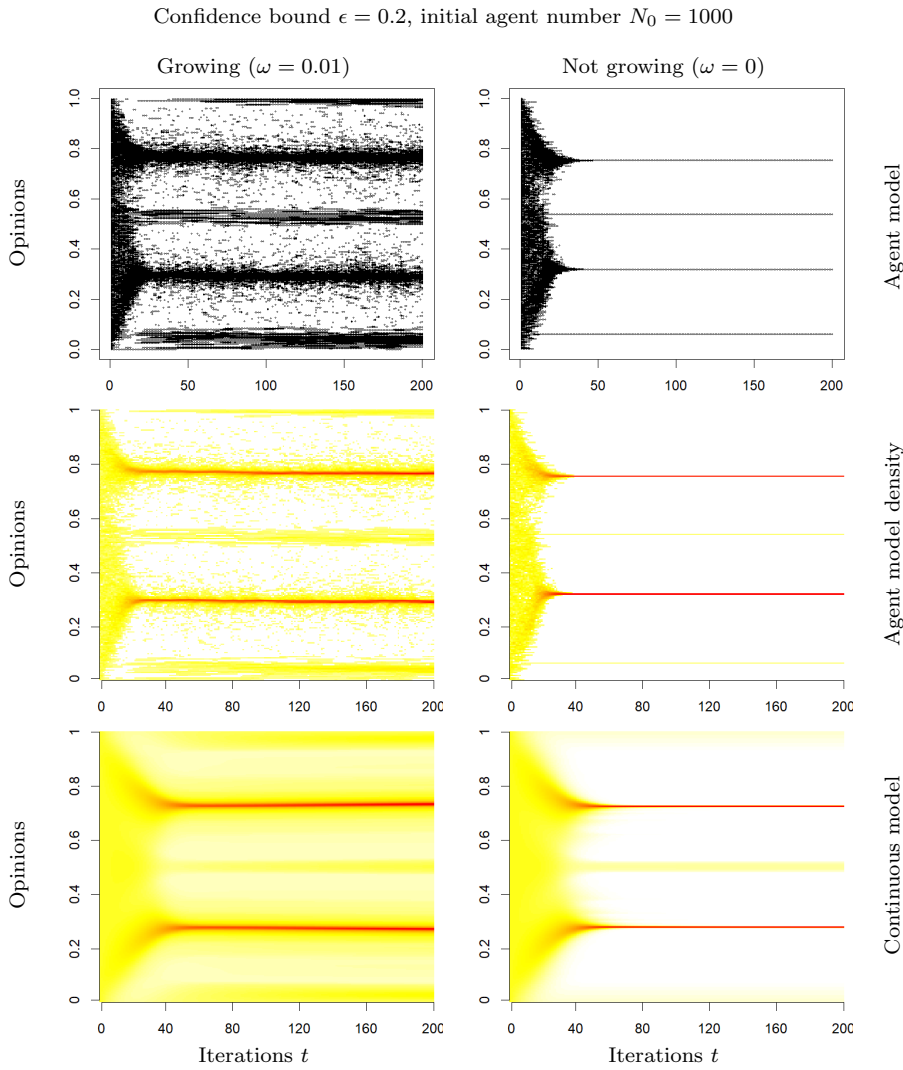 Confidence bound ϵ = 0.2, initial agent number N₀ = 1000
Growing (ω = 0.01)
Not growing (ω = 0)
Opinions
1.0
0.8
0.6
0.4
0.2
0.0
0 50 100 150 200
1.0
0.8
0.6
0.4
0.2
0.0
0 50 100 150 200
Agent model
Opinions
1
0.8
0.6
0.4
0.2
0
0 40 80 120 160 200
1
0.8
0.6
0.4
0.2
0
0 40 80 120 160 200
Agent model density
Opinions
1
0.8
0.6
0.4
0.2
0
0 40 80 120 160 200
Iterations t
1
0.8
0.6
0.4
0.2
0
0 40 80 120 160 200
Iterations t
Continuous model